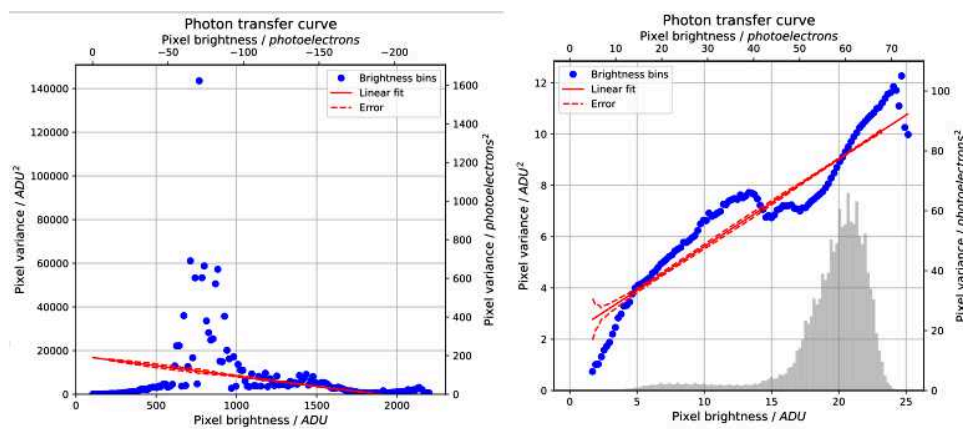 Photon transfer curve
Pixel brightness / photoelectrons
0 −50 −100 −150 −200
Pixel variance / ADU²
140000
120000
100000
80000
60000
40000
20000
0
Brightness bins
Linear fit
Error
1600
1400
1200
1000
800
600
400
200
0
Pixel variance / photoelectrons²
0 500 1000 1500 2000
Pixel brightness / ADU
Photon transfer curve
Pixel brightness / photoelectrons
0 10 20 30 40 50 60 70
Pixel variance / ADU²
12
10
8
6
4
2
0
Brightness bins
Linear fit
Error
100
80
60
40
20
0
Pixel variance / photoelectrons²
0 5 10 15 20 25
Pixel brightness / ADU